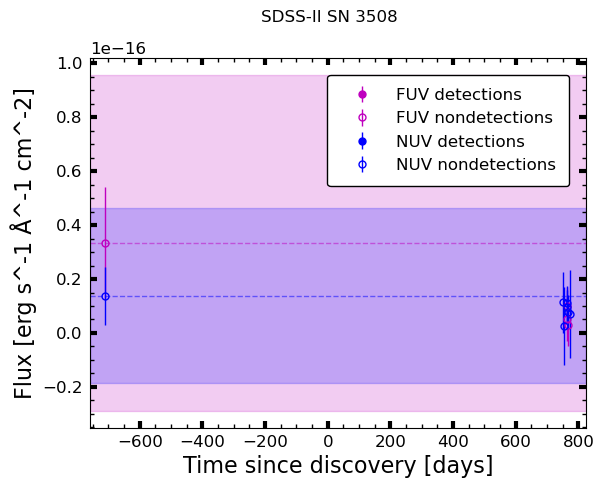 SDSS-II SN 3508
1e−16
FUV detections
FUV nondetections
NUV detections
NUV nondetections
1.0
0.8
0.6
0.4
0.2
0.0
−0.2
Flux [erg s^-1 Å^-1 cm^-2]
−600 −400 −200 0 200 400 600 800
Time since discovery [days]